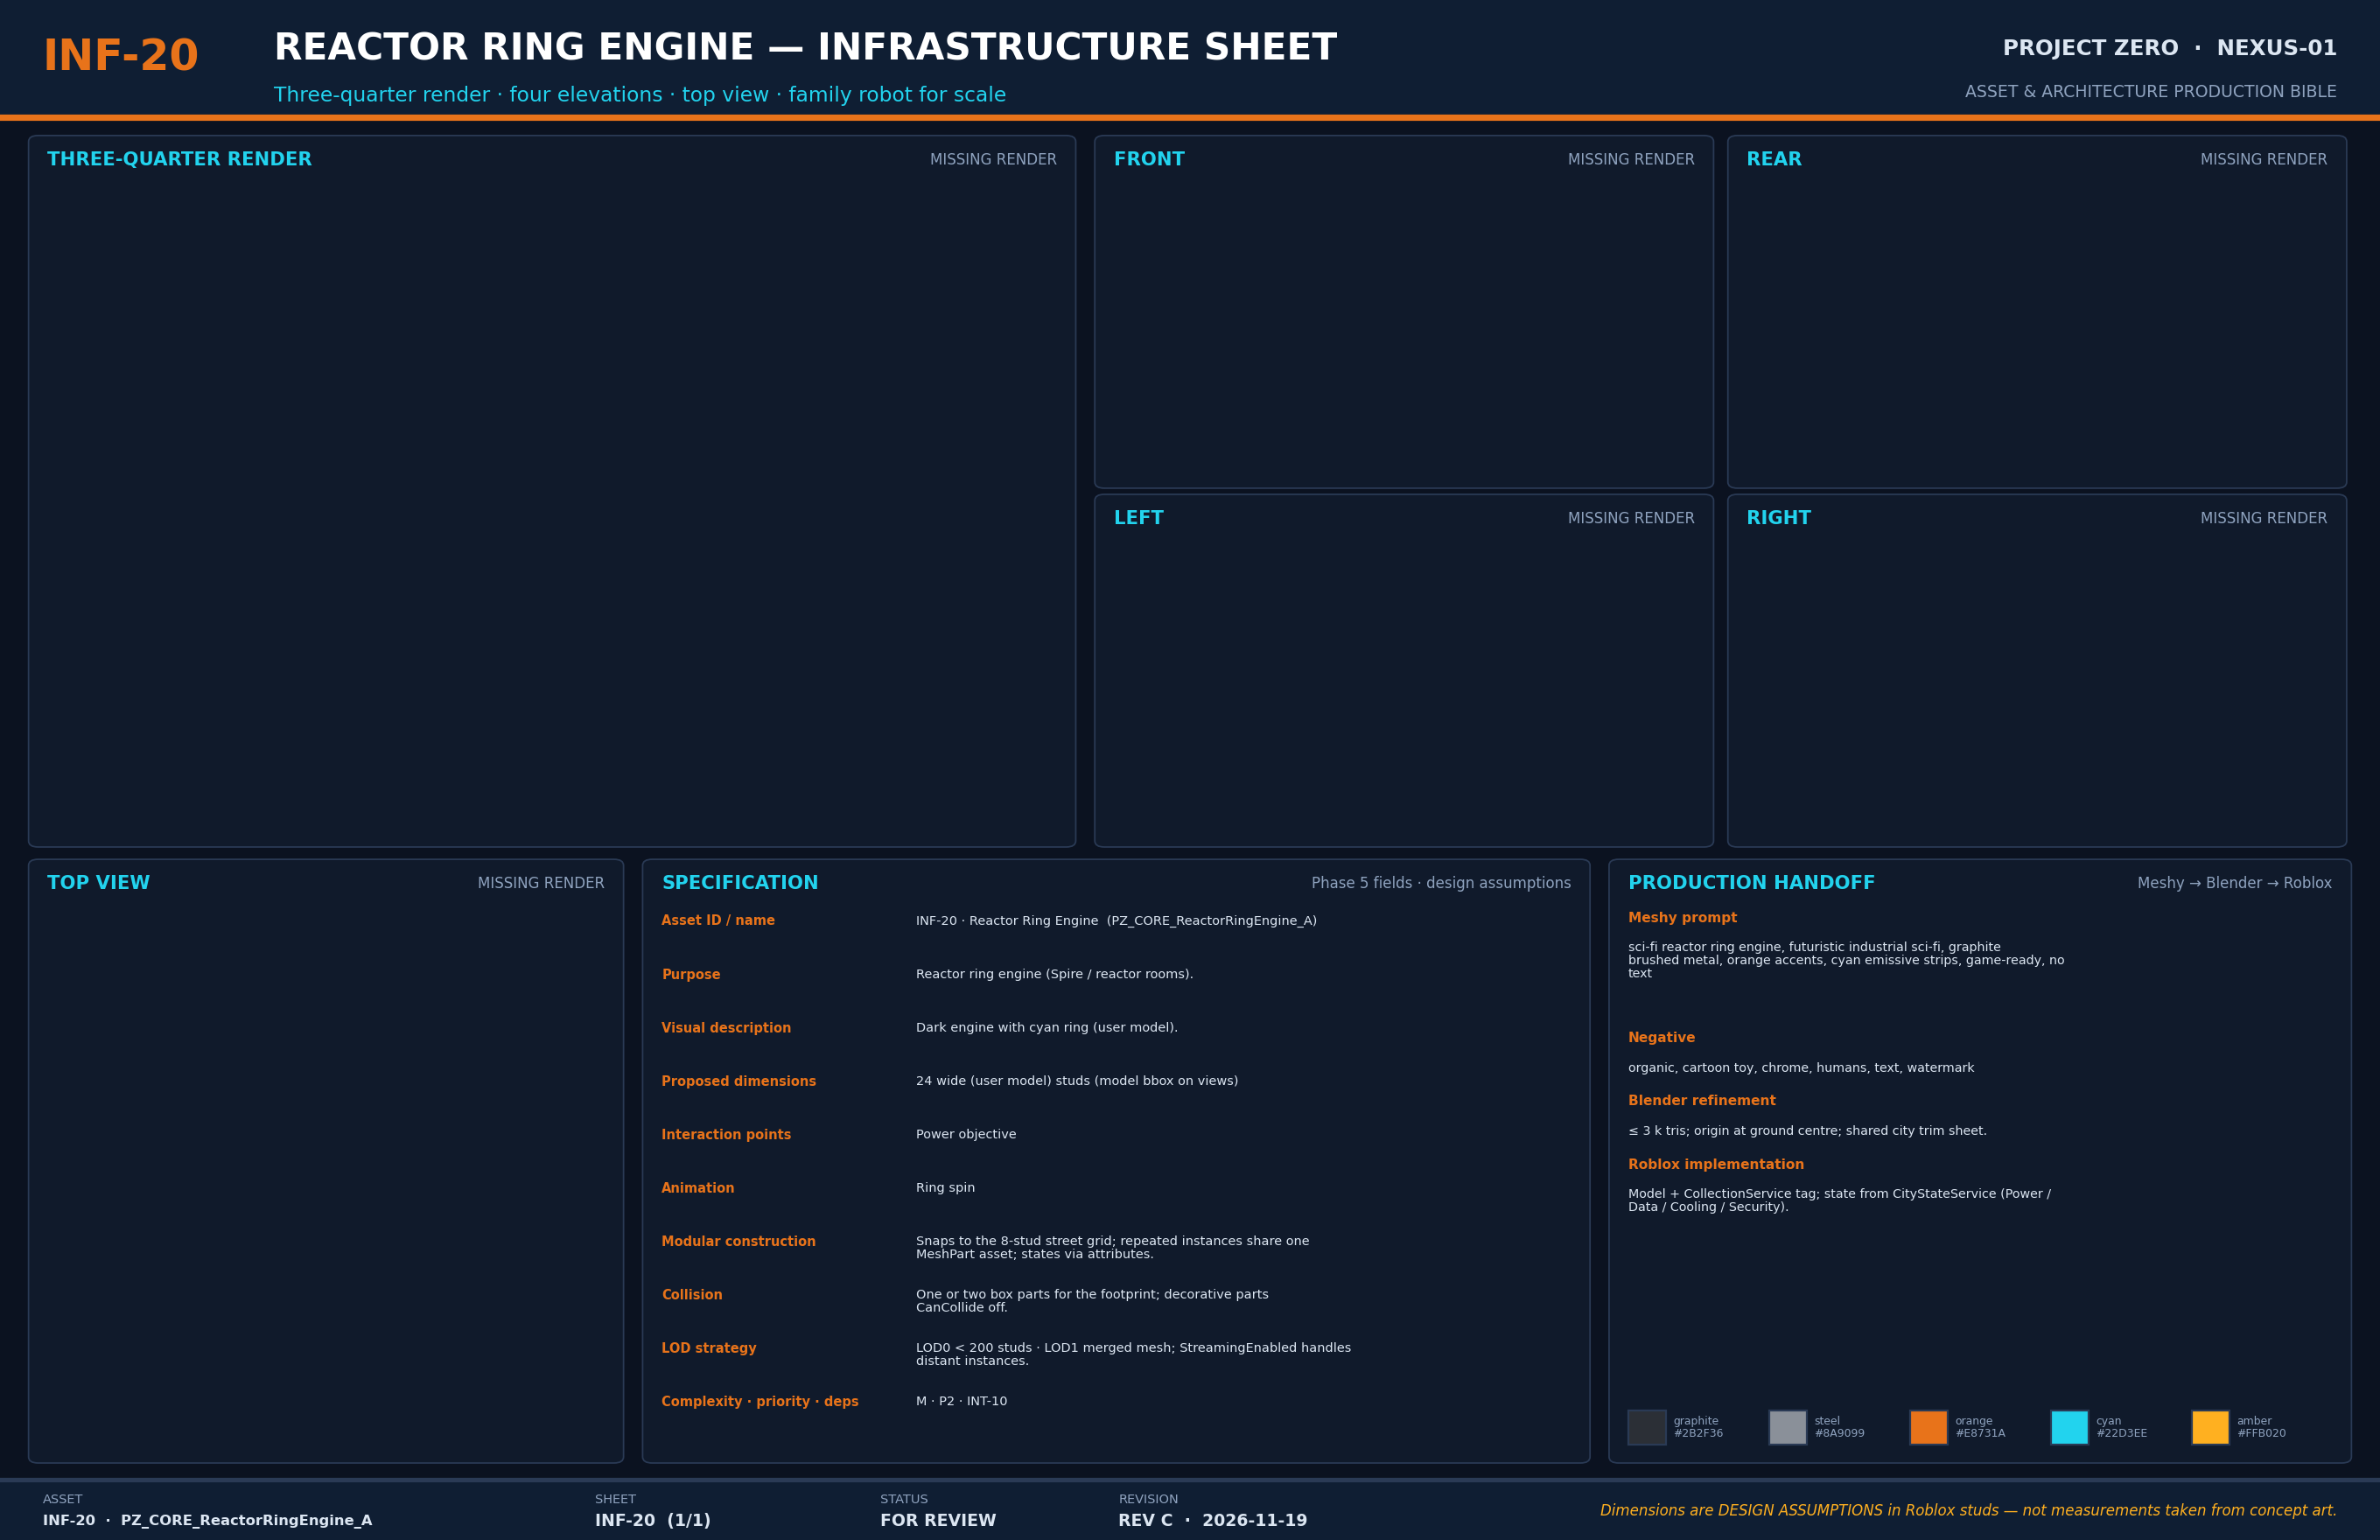 INF-20
REACTOR RING ENGINE — INFRASTRUCTURE SHEET
Three-quarter render · four elevations · top view · family robot for scale
PROJECT ZERO · NEXUS-01
ASSET & ARCHITECTURE PRODUCTION BIBLE
THREE-QUARTER RENDER
MISSING RENDER
FRONT
MISSING RENDER
REAR
MISSING RENDER
LEFT
MISSING RENDER
RIGHT
MISSING RENDER
TOP VIEW
MISSING RENDER
SPECIFICATION
Phase 5 fields · design assumptions
Asset ID / name
INF-20 · Reactor Ring Engine (PZ_CORE_ReactorRingEngine_A)
Purpose
Reactor ring engine (Spire / reactor rooms).
Visual description
Dark engine with cyan ring (user model).
Proposed dimensions
24 wide (user model) studs (model bbox on views)
Interaction points
Power objective
Animation
Ring spin
Modular construction
Snaps to the 8-stud street grid; repeated instances share one
MeshPart asset; states via attributes.
Collision
One or two box parts for the footprint; decorative parts
CanCollide off.
LOD strategy
LOD0 < 200 studs · LOD1 merged mesh; StreamingEnabled handles
distant instances.
Complexity · priority · deps
M · P2 · INT-10
PRODUCTION HANDOFF
Meshy → Blender → Roblox
Meshy prompt
sci-fi reactor ring engine, futuristic industrial sci-fi, graphite
brushed metal, orange accents, cyan emissive strips, game-ready, no
text
Negative
organic, cartoon toy, chrome, humans, text, watermark
Blender refinement
≤ 3 k tris; origin at ground centre; shared city trim sheet.
Roblox implementation
Model + CollectionService tag; state from CityStateService (Power /
Data / Cooling / Security).
graphite
#2B2F36
steel
#8A9099
orange
#E8731A
cyan
#22D3EE
amber
#FFB020
ASSET
INF-20 · PZ_CORE_ReactorRingEngine_A
SHEET
INF-20 (1/1)
STATUS
FOR REVIEW
REVISION
REV C · 2026-11-19
Dimensions are DESIGN ASSUMPTIONS in Roblox studs — not measurements taken from concept art.